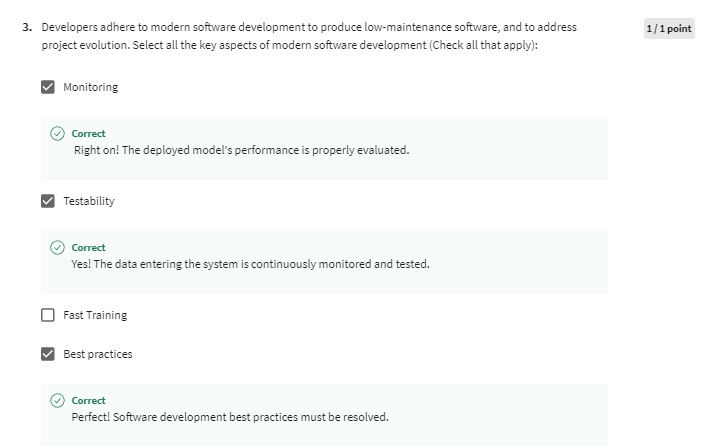 3. Developers adhere to modern software development to produce low-maintenance software, and to address
1 / 1 point
project evolution. Select all the key aspects of modern software development (Check all that apply):
Monitoring
Correct
Right on! The deployed model's performance is properly evaluated.
Testability
Correct
Yes! The data entering the system is continuously monitored and tested.
Fast Training
Best practices
Correct
Perfect! Software development best practices must be resolved.